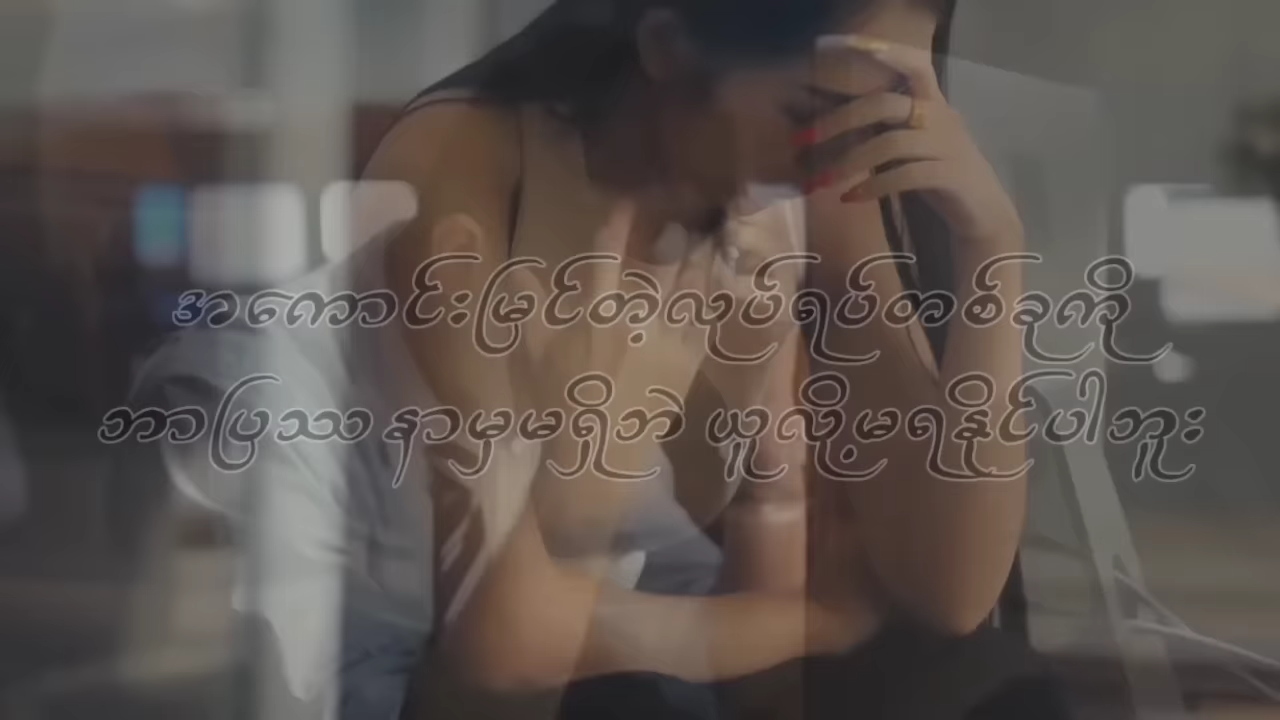 အကောင်းမြင်တဲ့လုပ်ရပ်တစ်ခုကို
ဘာပြဿနာမှမရှိဘဲ ယူလို့မရနိုင်ပါဘူး